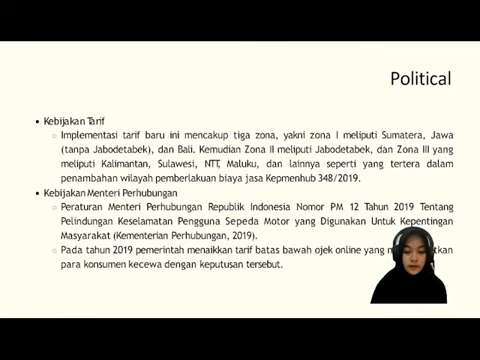 Political
• Kebijakan Tarif
○ Implementasi tarif baru ini mencakup tiga zona, yakni zona I meliputi Sumatera, Jawa
(tanpa Jabodetabek), dan Bali. Kemudian Zona II meliputi Jabodetabek, dan Zona III yang
meliputi Kalimantan, Sulawesi, NTT, Maluku, dan lainnya seperti yang tertera dalam
penambahan wilayah pemberlakuan biaya jasa Kepmenhub 348/2019.
• Kebijakan Menteri Perhubungan
○ Peraturan Menteri Perhubungan Republik Indonesia Nomor PM 12 Tahun 2019 Tentang
Pelindungan Keselamatan Pengguna Sepeda Motor yang Digunakan Untuk Kepentingan
Masyarakat (Kementerian Perhubungan, 2019).
○ Pada tahun 2019 pemerintah menaikkan tarif batas bawah ojek online yang
para konsumen kecewa dengan keputusan tersebut.